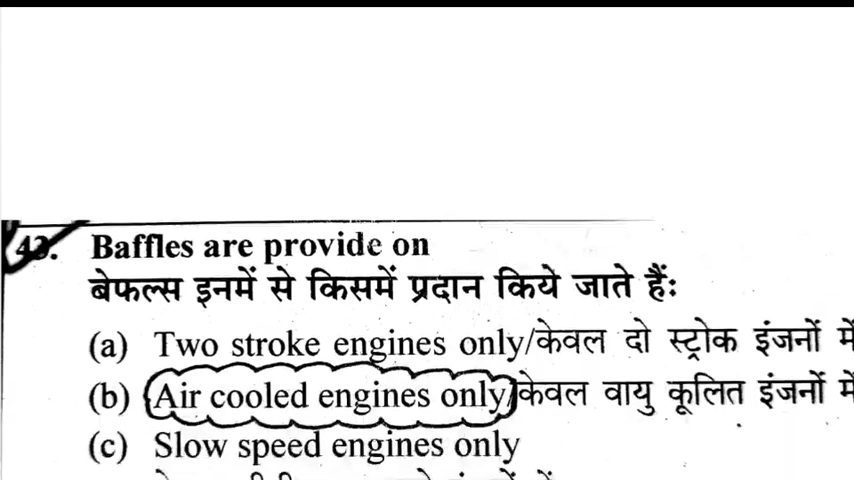 43. Baffles are provide on
बेफल्स इनमें से किसमें प्रदान किये जाते हैंः
(a) Two stroke engines only/केवल दो स्ट्रोक इंजनों में
(b) Air cooled engines only/केवल वायु कूलित इंजनों में
(c) Slow speed engines only